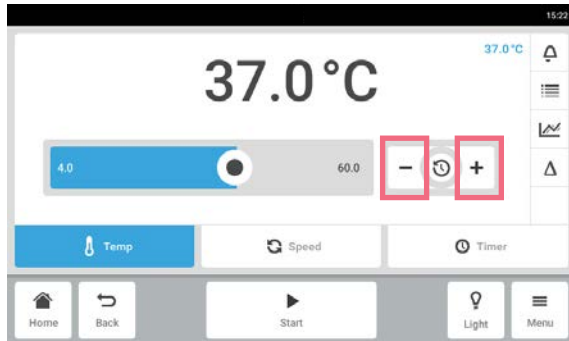 15:22
37.0°C
37.0°C
4.0
60.0
− +
Temp
Speed
Timer
Home
Back
Start
Light
Menu